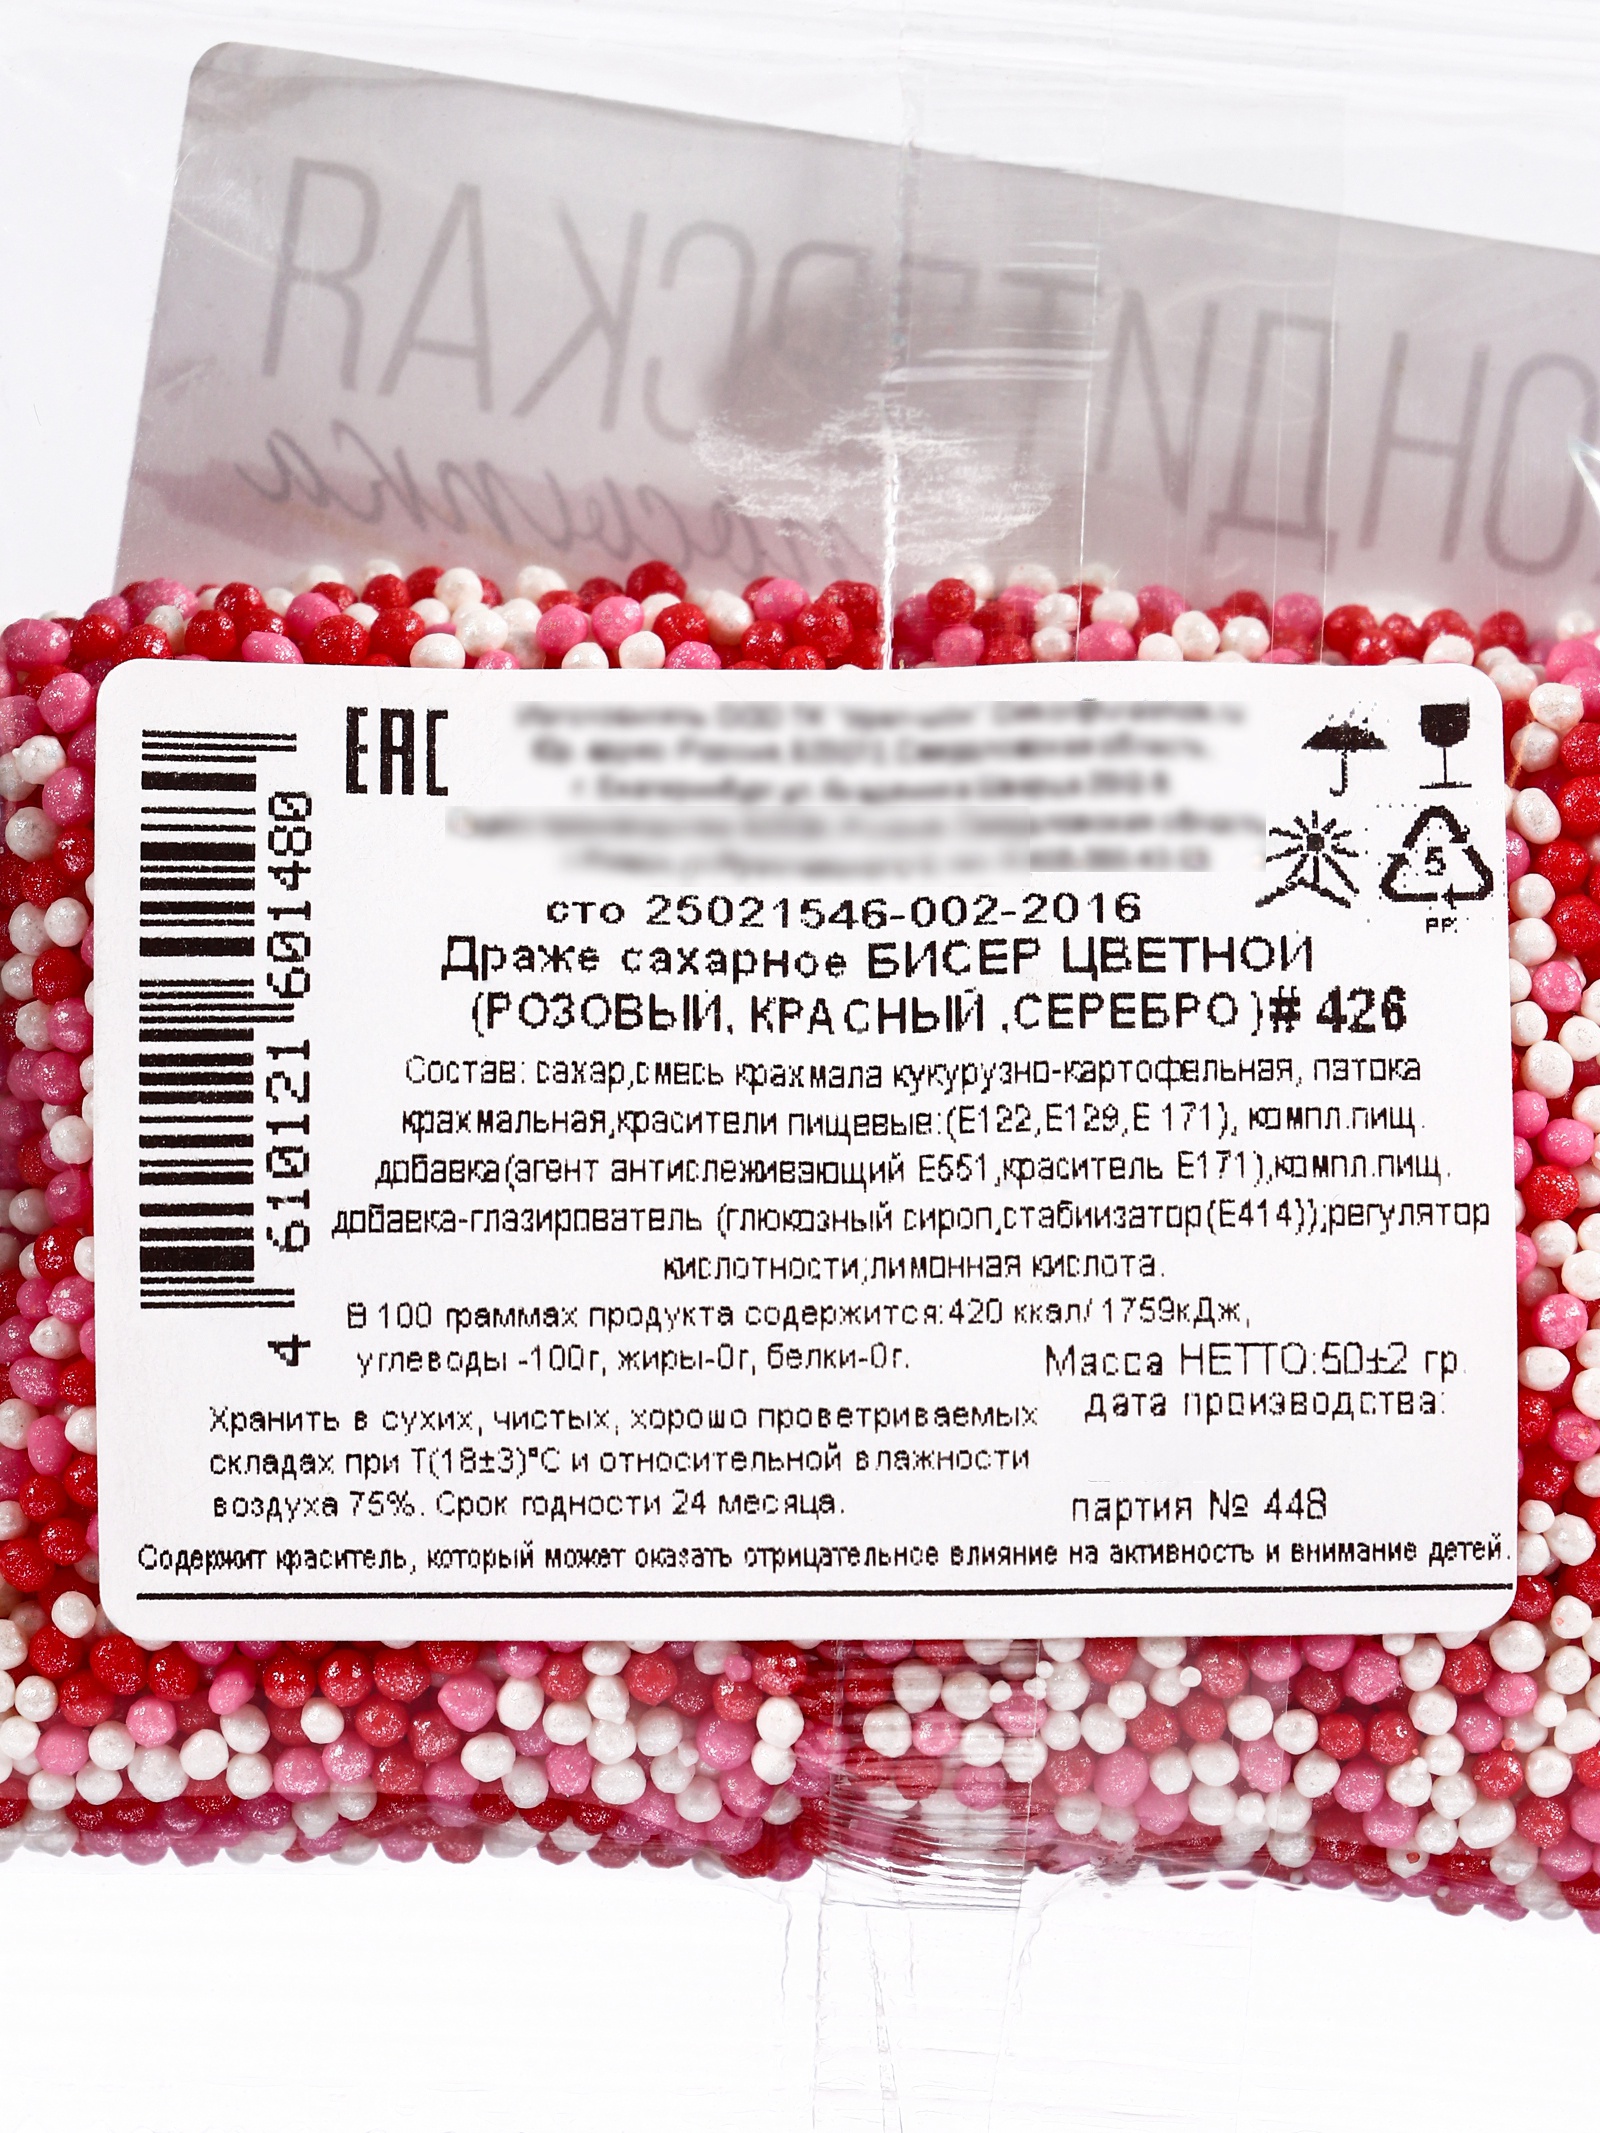 КОНДИТЕРСКАЯ
посыпка
EAC
сто 25021546-002-2016
Драже сахарное БИСЕР ЦВЕТНОЙ
(РОЗОВЫЙ, КРАСНЫЙ ,СЕРЕБРО)# 426
Состав: сахар,смесь крахмала кукурузно-картофельная, патока
крахмальная,красители пищевые:(Е122,Е129,Е 171), компл.пищ.
добавка(агент антислеживающий Е551,краситель Е171),компл.пищ.
добавка-глазирователь (глюкозный сироп,стабиизатор(Е414));регулятор
кислотности;лимонная кислота.
В 100 граммах продукта содержится:420 ккал/ 1759кДж,
углеводы -100г, жиры-0г, белки-0г.
Масса НЕТТО:50±2 гр.
дата производства:
Хранить в сухих, чистых, хорошо проветриваемых
складах при Т(18±3)°С и относительной влажности
воздуха 75%. Срок годности 24 месяца.
партия № 448
Содержит краситель, который может оказать отрицательное влияние на активность и внимание детей.
4 610121 601480
5
PP